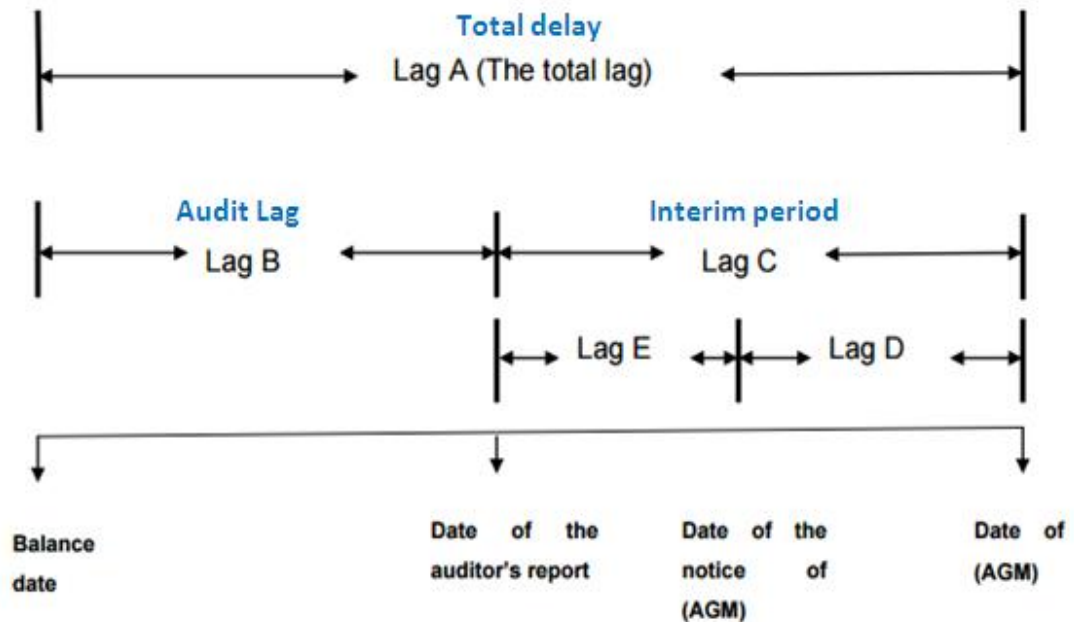 Total delay
Lag A (The total lag)
Audit Lag
Interim period
Lag B
Lag C
Lag E
Lag D
Balance
date
Date of the
auditor's report
Date of the
notice of
(AGM)
Date of
(AGM)